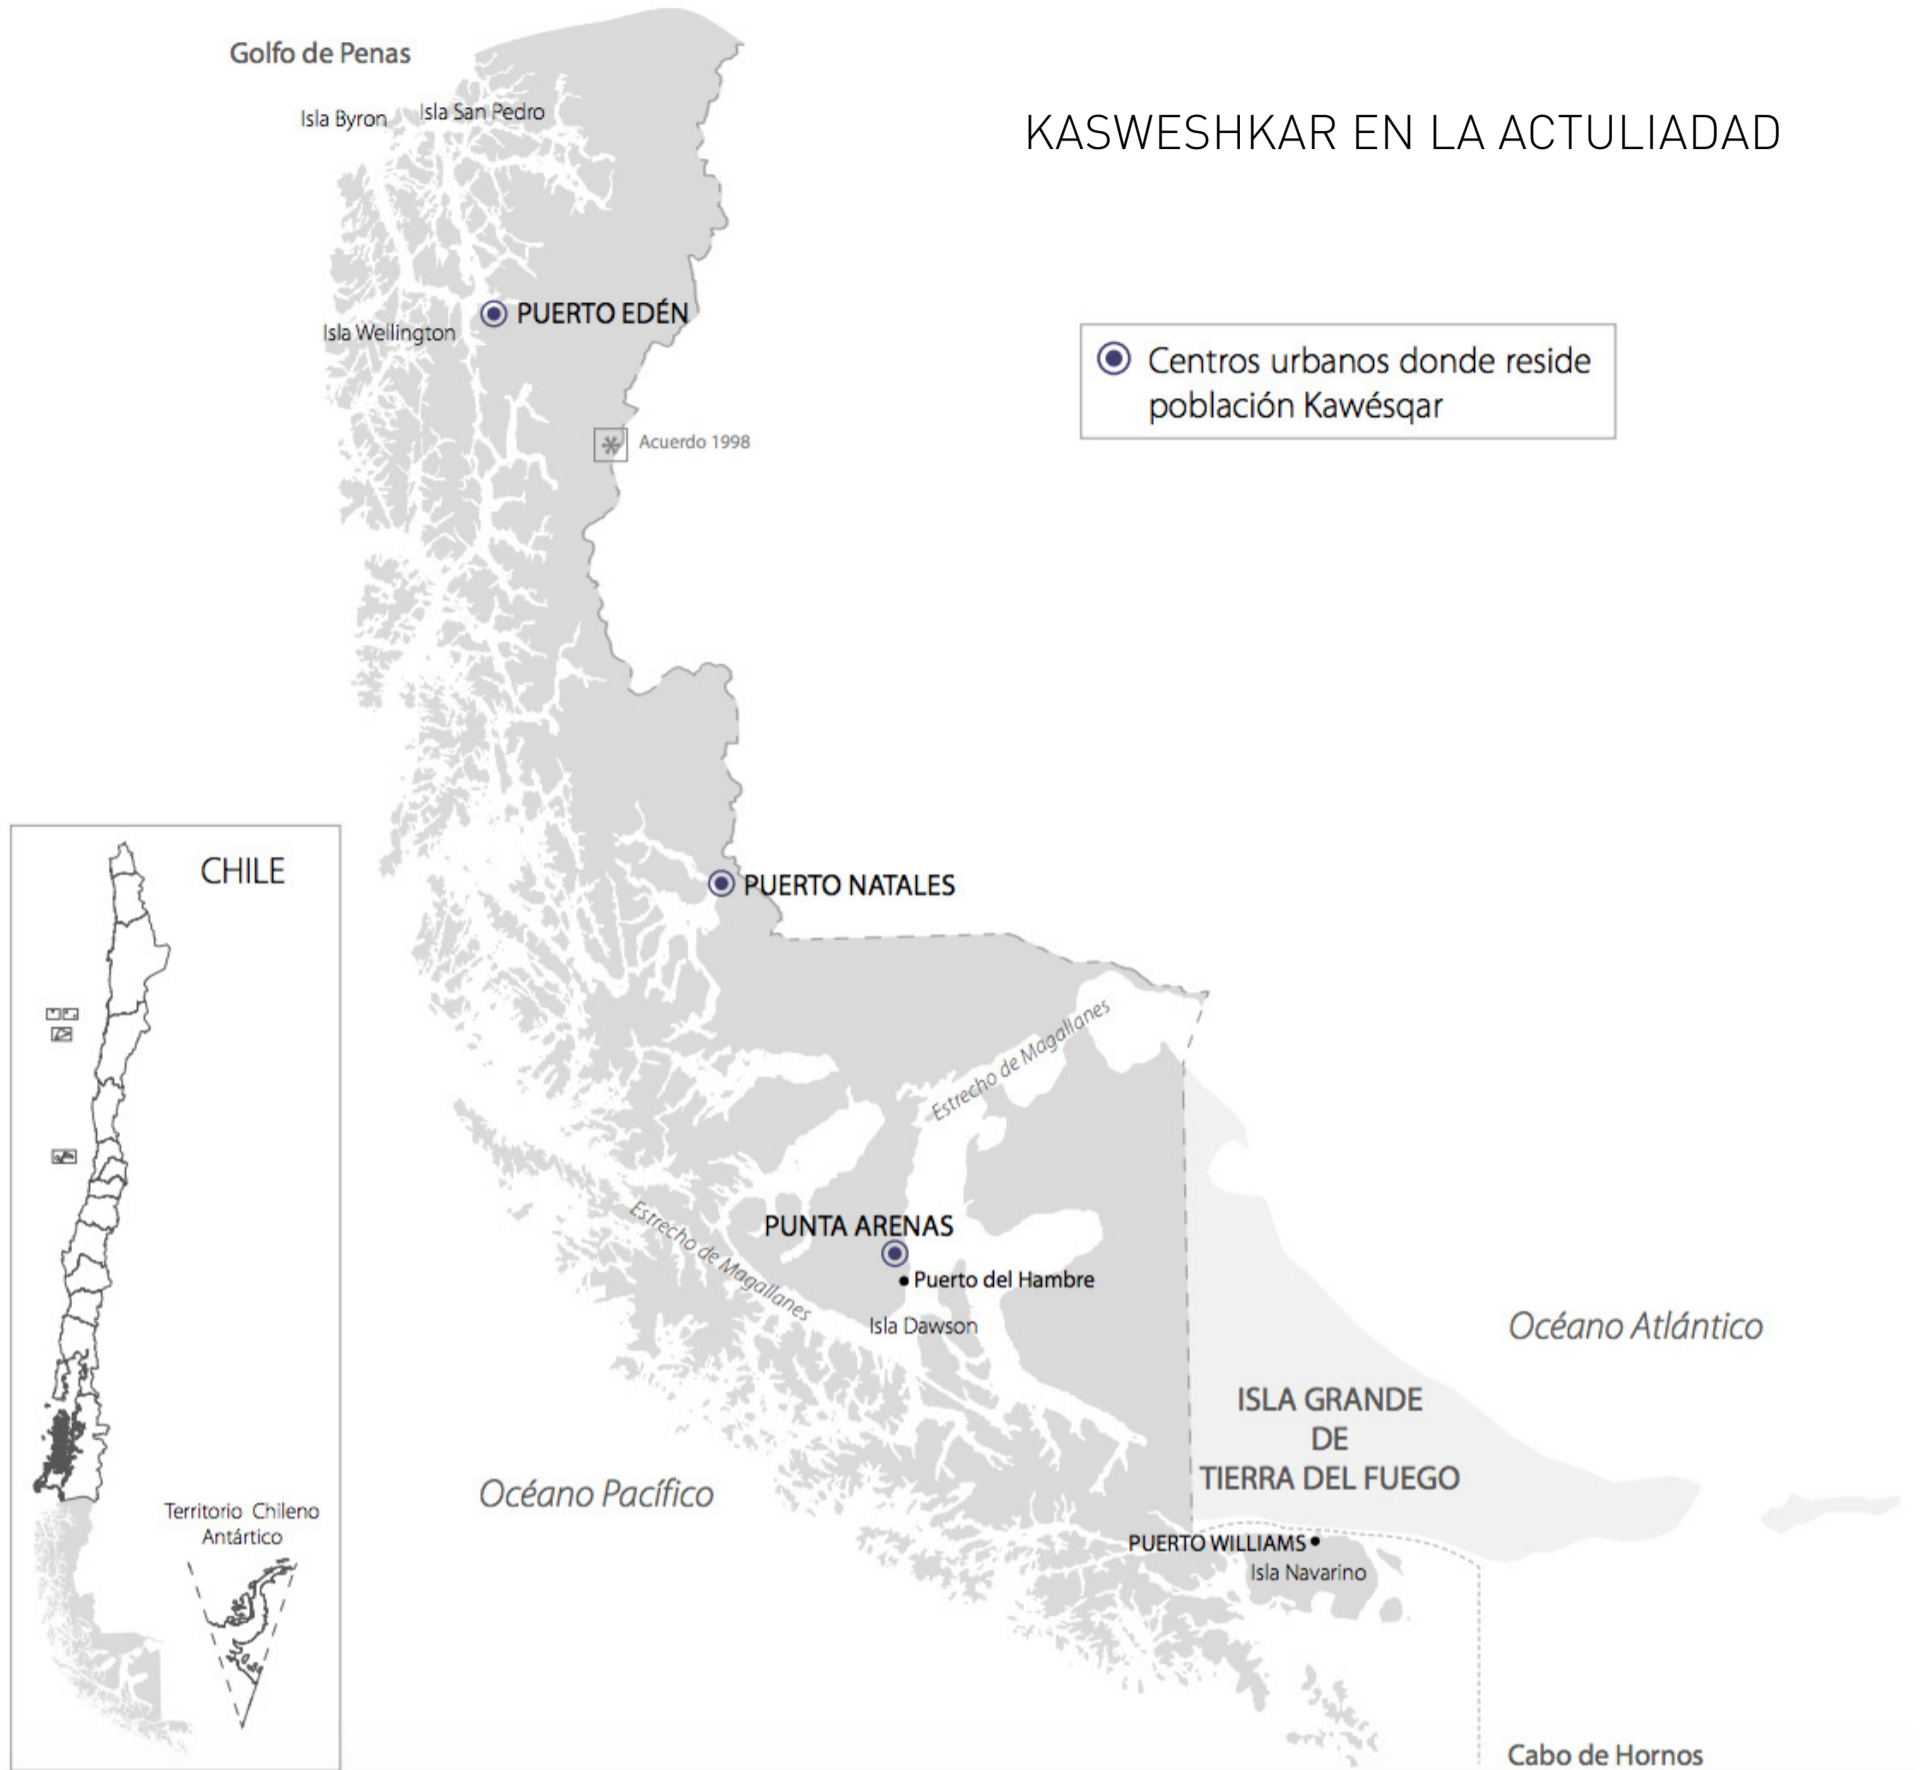 Golfo de Penas
Isla Byron
Isla San Pedro
KASWESHKAR EN LA ACTULIADAD
PUERTO EDÉN
Isla Wellington
Centros urbanos donde reside
población Kawésqar
Acuerdo 1998
CHILE
PUERTO NATALES
Estrecho de Magallanes
Estrecho de Magallanes
PUNTA ARENAS
Puerto del Hambre
Isla Dawson
Océano Atlántico
ISLA GRANDE
DE
TIERRA DEL FUEGO
Océano Pacífico
Territorio Chileno
Antártico
PUERTO WILLIAMS
Isla Navarino
Cabo de Hornos